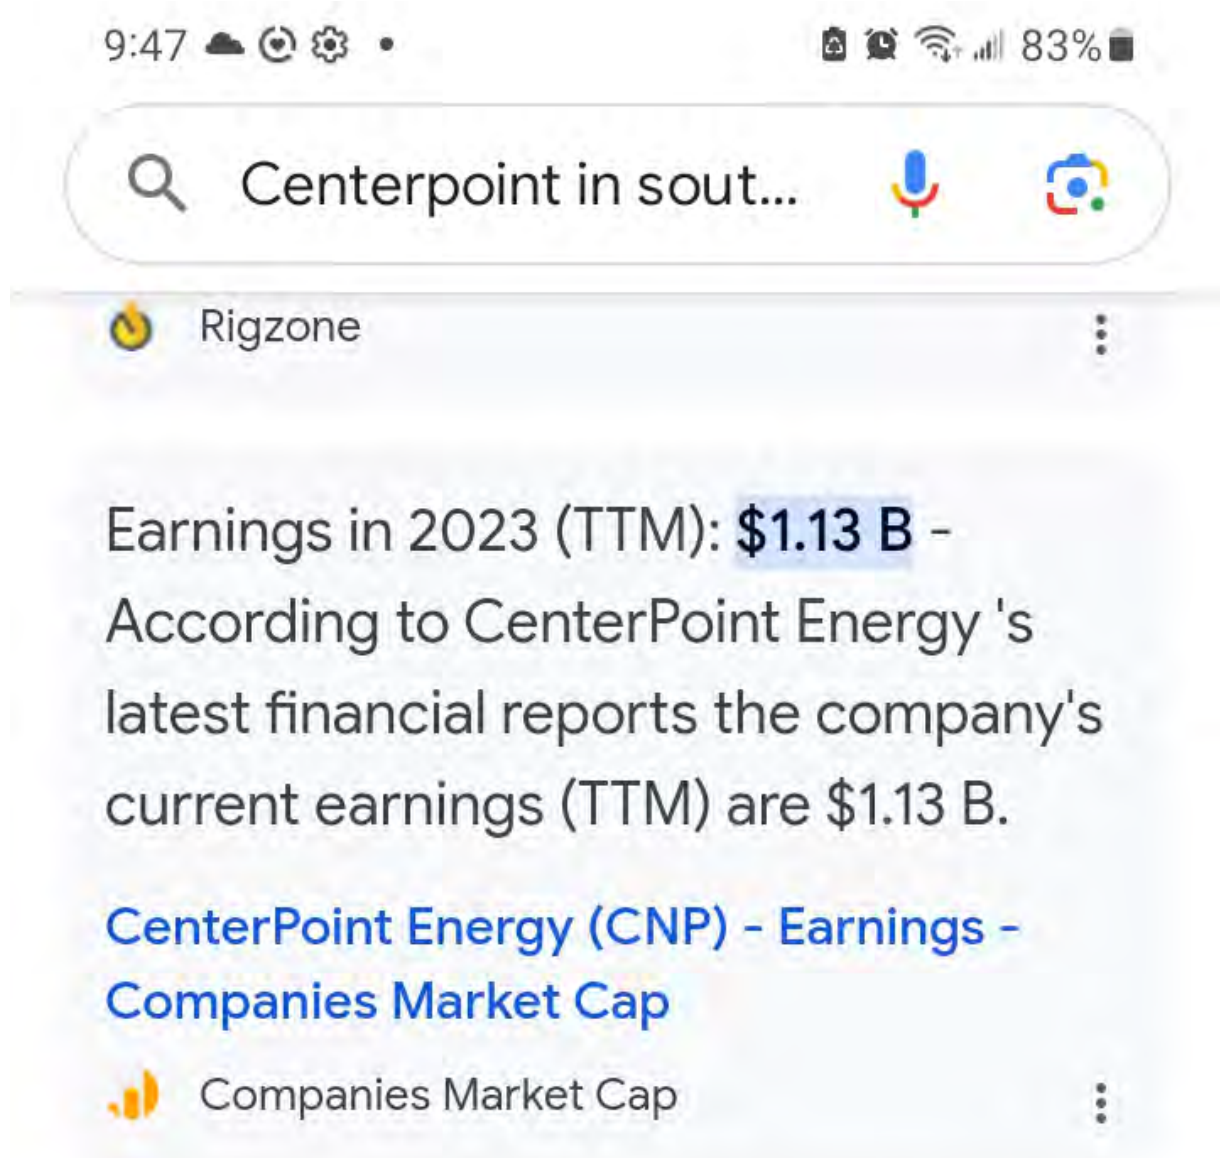 9:47 83%
Centerpoint in sout...
Rigzone
Earnings in 2023 (TTM): $1.13 B -
According to CenterPoint Energy 's
latest financial reports the company's
current earnings (TTM) are $1.13 B.
CenterPoint Energy (CNP) - Earnings -
Companies Market Cap
Companies Market Cap